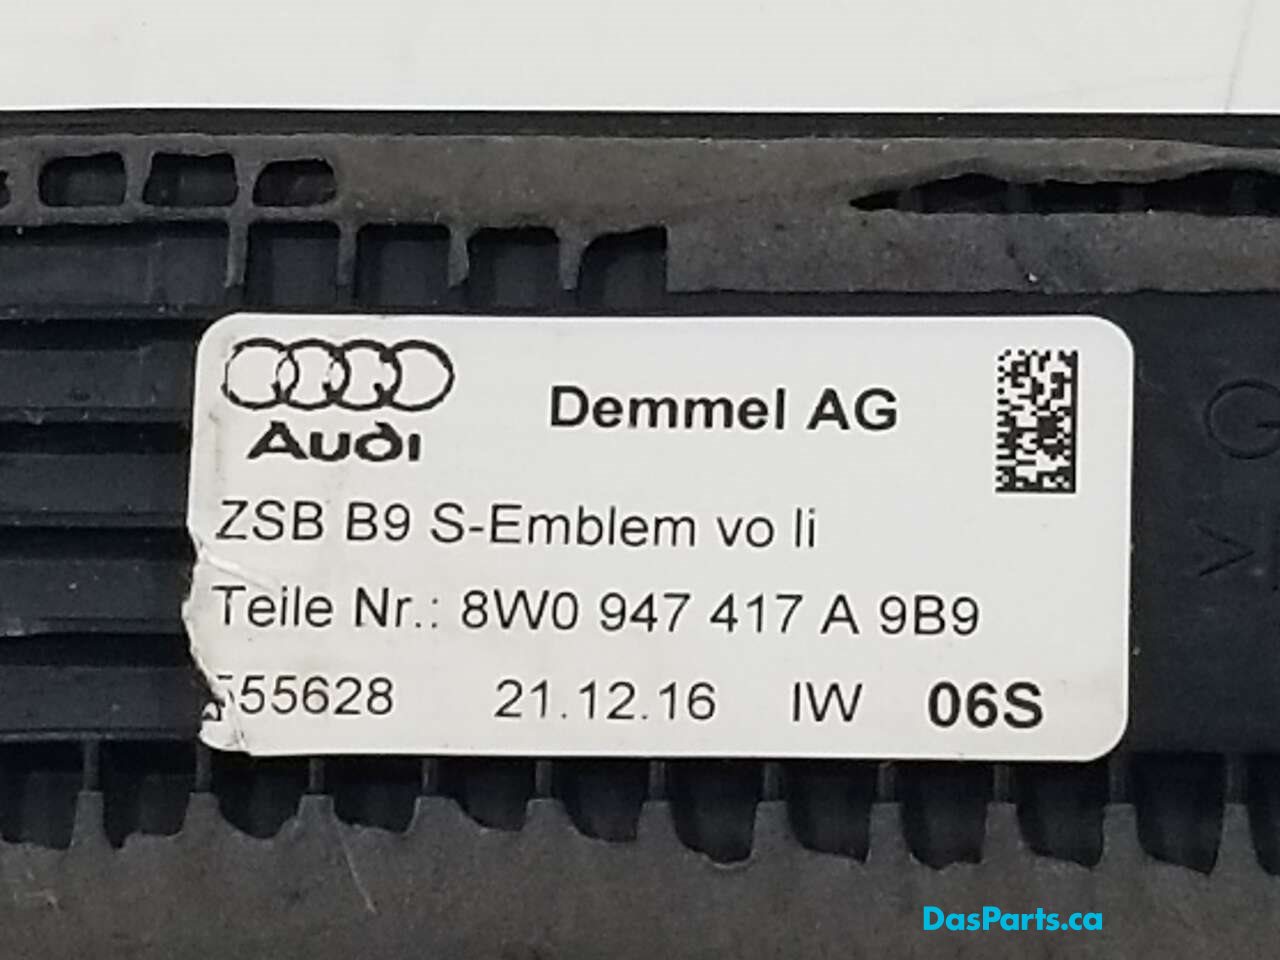 Demmel AG
Audi
ZSB B9 S-Emblem vo li
Teile Nr.: 8W0 947 417 A 9B9
555628 21.12.16 IW 06S
DasParts.ca